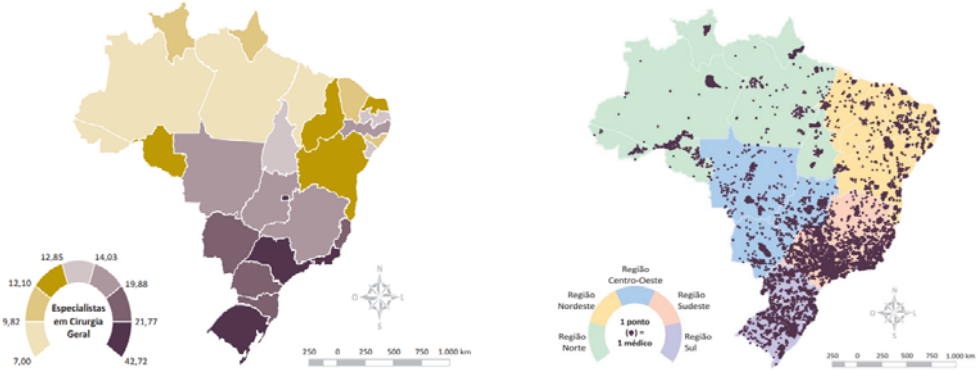 12,85
14,03
12,10
19,88
Especialistas
em Cirurgia
Geral
9,82
21,77
7,00
42,72
N
O
L
S
250
0
250
500
750
1.000 km
Região
Centro-Oeste
Região
Nordeste
Região
Sudeste
1 ponto
(●) =
1 médico
Região
Norte
Região
Sul
N
O
L
S
250
0
250
500
750
1.000 km